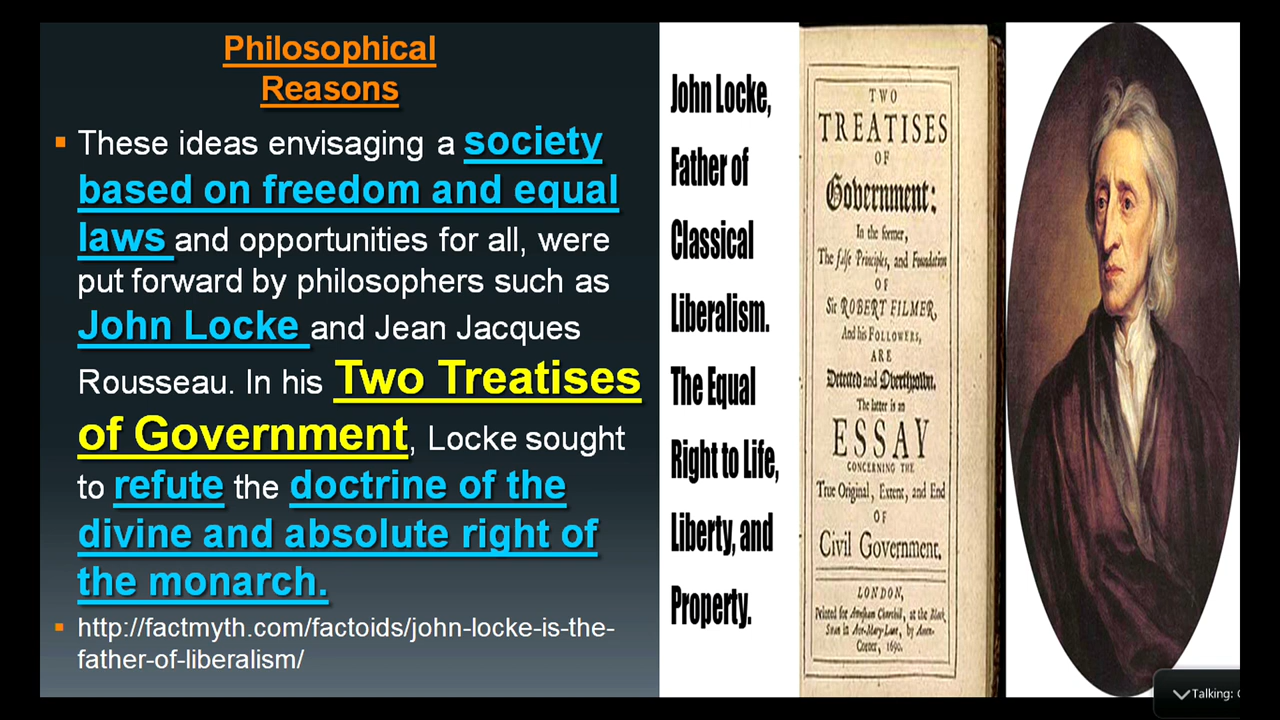 Philosophical
Reasons
These ideas envisaging a society
based on freedom and equal
laws and opportunities for all, were
put forward by philosophers such as
John Locke and Jean Jacques
Rousseau. In his Two Treatises
of Government, Locke sought
to refute the doctrine of the
divine and absolute right of
the monarch.
http://factmyth.com/factoids/john-locke-is-the-
father-of-liberalism/
John Locke,
Father of
Classical
Liberalism.
The Equal
Right to Life,
Liberty, and
Property.
TWO
TREATISES
OF
Government:
In the former,
The false Principles, and Foundation
OF
Sir ROBERT FILMER,
And his FOLLOWERS,
ARE
Detected and Overthrown.
The latter is an
ESSAY
CONCERNING THE
True Original, Extent, and End
OF
Civil Government.
LONDON,
Printed for Awnsham Churchill, at the Black
Swan in Ave-Mary-Lane, by Amen-
Corner, 1690.
Talking: